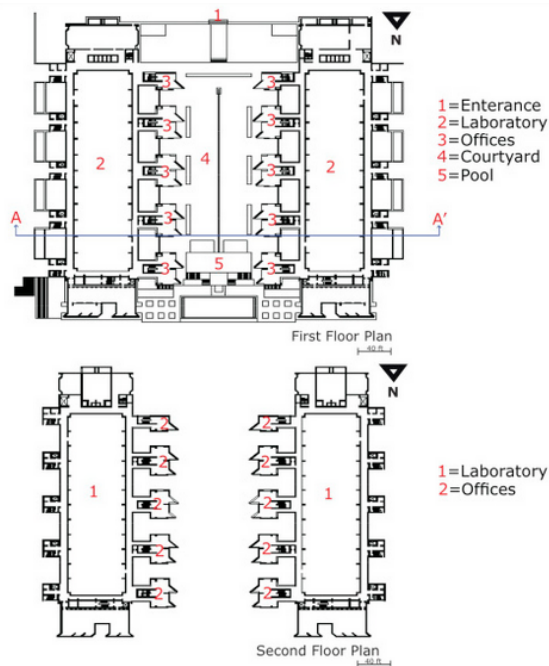 1
N
3 3
1=Enterance
2=Laboratory
3=Offices
4=Courtyard
5=Pool
3 3
2 4 2
3 3
3 3
A A'
3 5 3
First Floor Plan
40 ft
N
2 2
1=Laboratory
2=Offices
2 2
1 1
2 2
2 2
2 2
Second Floor Plan
40 ft